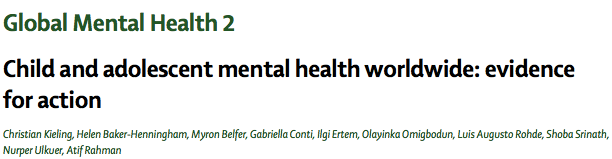 Global Mental Health 2
Child and adolescent mental health worldwide: evidence
for action
Christian Kieling, Helen Baker-Henningham, Myron Belfer, Gabriella Conti, Ilgi Ertem, Olayinka Omigbodun, Luis Augusto Rohde, Shoba Srinath,
Nurper Ulkuer, Atif Rahman